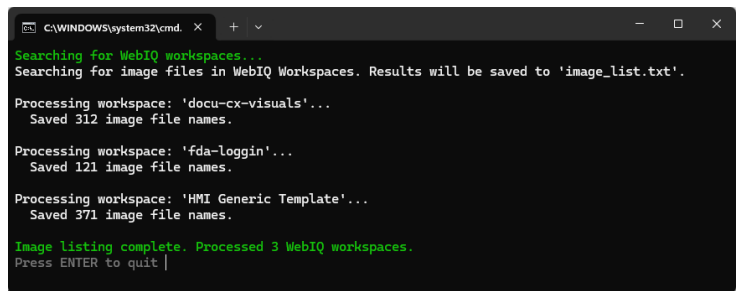 C:\WINDOWS\system32\cmd.
Searching for WebIQ workspaces...
Searching for image files in WebIQ Workspaces. Results will be saved to 'image_list.txt'.
Processing workspace: 'docu-cx-visuals'...
Saved 312 image file names.
Processing workspace: 'fda-loggin'...
Saved 121 image file names.
Processing workspace: 'HMI Generic Template'...
Saved 371 image file names.
Image listing complete. Processed 3 WebIQ workspaces.
Press ENTER to quit